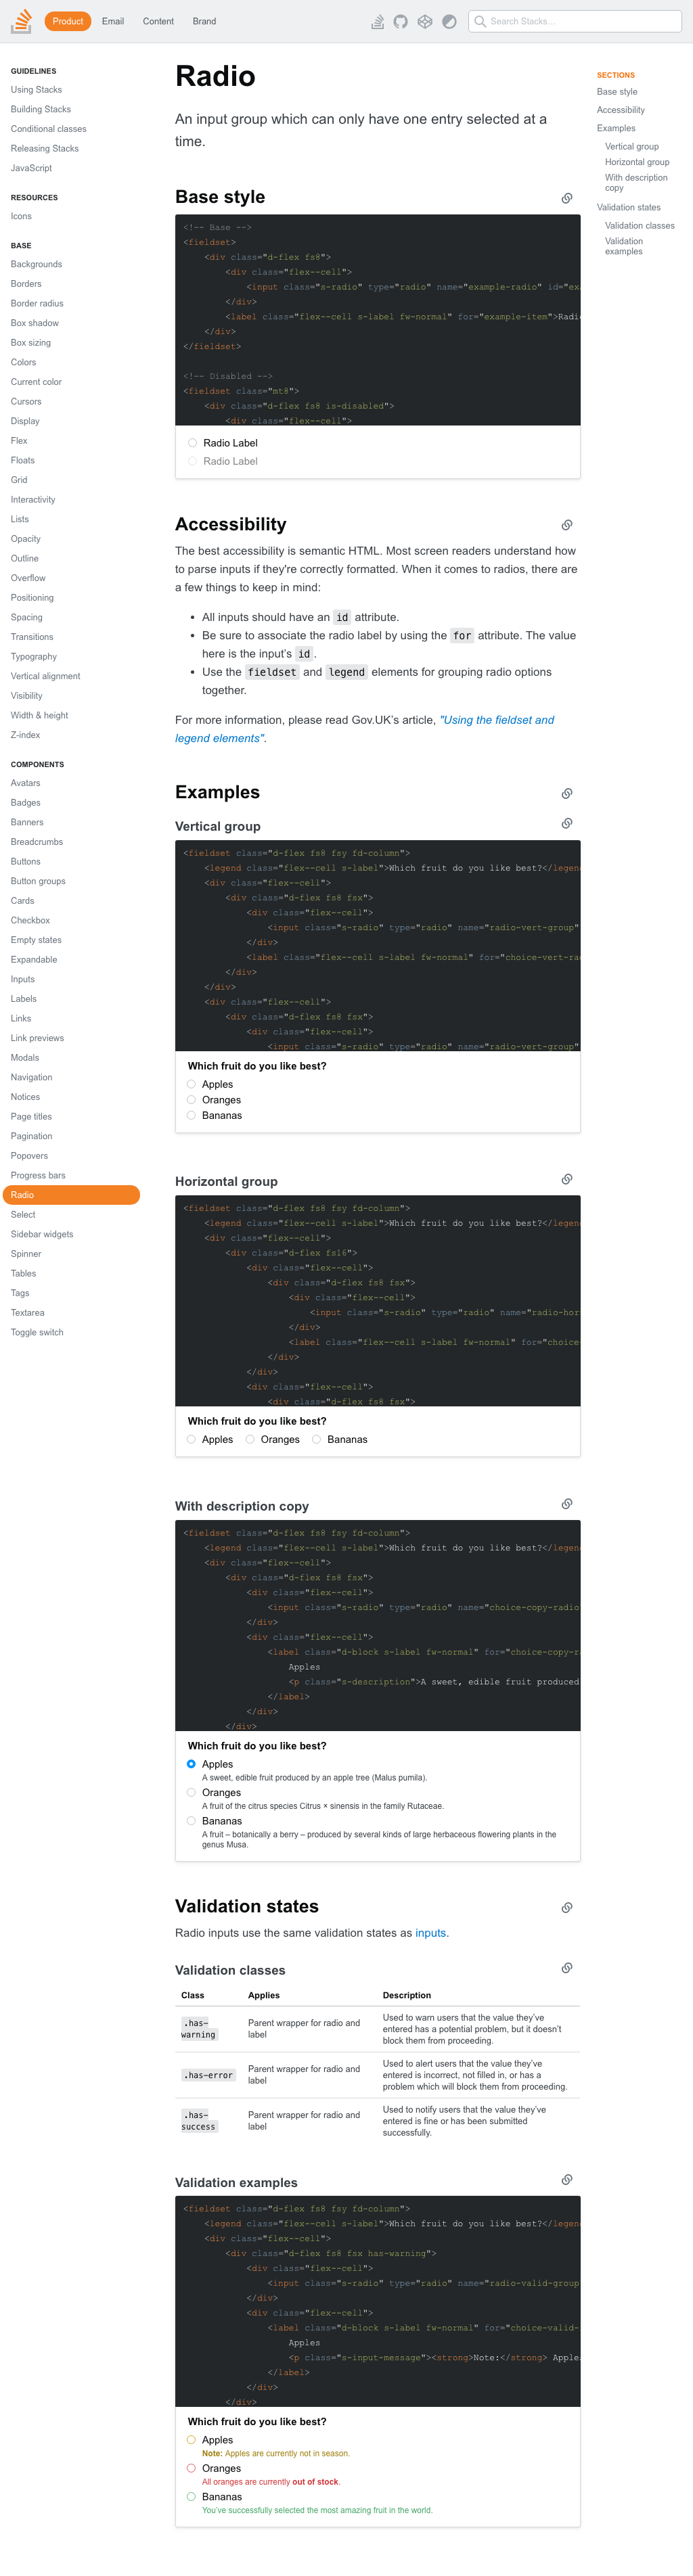 Product
Email
Content
Brand
Search Stacks...
GUIDELINES
Using Stacks
Building Stacks
Conditional classes
Releasing Stacks
JavaScript
RESOURCES
Icons
BASE
Backgrounds
Borders
Border radius
Box shadow
Box sizing
Colors
Current color
Cursors
Display
Flex
Floats
Grid
Interactivity
Lists
Opacity
Outline
Overflow
Positioning
Spacing
Transitions
Typography
Vertical alignment
Visibility
Width & height
Z-index
COMPONENTS
Avatars
Badges
Banners
Breadcrumbs
Buttons
Button groups
Cards
Checkbox
Empty states
Expandable
Inputs
Labels
Links
Link previews
Modals
Navigation
Notices
Page titles
Pagination
Popovers
Progress bars
Radio
Select
Sidebar widgets
Spinner
Tables
Tags
Textarea
Toggle switch
Radio
An input group which can only have one entry selected at a
time.
Base style
<!-- Base -->
<fieldset>
<div class="d-flex fs8">
<div class="flex--cell">
<input class="s-radio" type="radio" name="example-radio" id="exa
</div>
<label class="flex--cell s-label fw-normal" for="example-item">Radio
</div>
</fieldset>
<!-- Disabled -->
<fieldset class="mt8">
<div class="d-flex fs8 is-disabled">
<div class="flex--cell">
Radio Label
Radio Label
Accessibility
The best accessibility is semantic HTML. Most screen readers understand how
to parse inputs if they're correctly formatted. When it comes to radios, there are
a few things to keep in mind:
• All inputs should have an id attribute.
• Be sure to associate the radio label by using the for attribute. The value
here is the input's id.
• Use the fieldset and legend elements for grouping radio options
together.
For more information, please read Gov.UK's article, "Using the fieldset and
legend elements".
Examples
Vertical group
<fieldset class="d-flex fs8 fsy fd-column">
<legend class="flex--cell s-label">Which fruit do you like best?</legend
<div class="flex--cell">
<div class="d-flex fs8 fsx">
<div class="flex--cell">
<input class="s-radio" type="radio" name="radio-vert-group"
</div>
<label class="flex--cell s-label fw-normal" for="choice-vert-rad
</div>
</div>
<div class="flex--cell">
<div class="d-flex fs8 fsx">
<div class="flex--cell">
<input class="s-radio" type="radio" name="radio-vert-group"
Which fruit do you like best?
Apples
Oranges
Bananas
Horizontal group
<fieldset class="d-flex fs8 fsy fd-column">
<legend class="flex--cell s-label">Which fruit do you like best?</legend
<div class="flex--cell">
<div class="d-flex fs16">
<div class="flex--cell">
<div class="d-flex fs8 fsx">
<div class="flex--cell">
<input class="s-radio" type="radio" name="radio-hor
</div>
<label class="flex--cell s-label fw-normal" for="choice
</div>
</div>
<div class="flex--cell">
<div class="d-flex fs8 fsx">
Which fruit do you like best?
Apples Oranges Bananas
With description copy
<fieldset class="d-flex fs8 fsy fd-column">
<legend class="flex--cell s-label">Which fruit do you like best?</legend
<div class="flex--cell">
<div class="d-flex fs8 fsx">
<div class="flex--cell">
<input class="s-radio" type="radio" name="choice-copy-radio
</div>
<div class="flex--cell">
<label class="d-block s-label fw-normal" for="choice-copy-r
Apples
<p class="s-description">A sweet, edible fruit produced
</label>
</div>
</div>
Which fruit do you like best?
Apples
A sweet, edible fruit produced by an apple tree (Malus pumila).
Oranges
A fruit of the citrus species Citrus × sinensis in the family Rutaceae.
Bananas
A fruit – botanically a berry – produced by several kinds of large herbaceous flowering plants in the
genus Musa.
Validation states
Radio inputs use the same validation states as inputs.
Validation classes
Class Applies Description
.has-
warning
Parent wrapper for radio and
label
Used to warn users that the value they've
entered has a potential problem, but it doesn't
block them from proceeding.
.has-error
Parent wrapper for radio and
label
Used to alert users that the value they've
entered is incorrect, not filled in, or has a
problem which will block them from proceeding.
.has-
success
Parent wrapper for radio and
label
Used to notify users that the value they've
entered is fine or has been submitted
successfully.
Validation examples
<fieldset class="d-flex fs8 fsy fd-column">
<legend class="flex--cell s-label">Which fruit do you like best?</legend
<div class="flex--cell">
<div class="d-flex fs8 fsx has-warning">
<div class="flex--cell">
<input class="s-radio" type="radio" name="radio-valid-group
</div>
<div class="flex--cell">
<label class="d-block s-label fw-normal" for="choice-valid-
Apples
<p class="s-input-message"><strong>Note:</strong> Apple
</label>
</div>
</div>
Which fruit do you like best?
Apples
Note: Apples are currently not in season.
Oranges
All oranges are currently out of stock.
Bananas
You've successfully selected the most amazing fruit in the world.
SECTIONS
Base style
Accessibility
Examples
Vertical group
Horizontal group
With description
copy
Validation states
Validation classes
Validation
examples